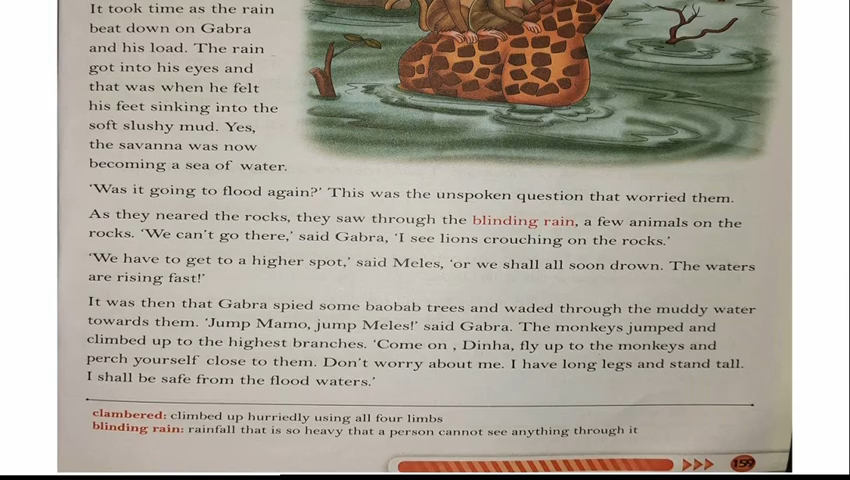 It took time as the rain
beat down on Gabra
and his load. The rain
got into his eyes and
that was when he felt
his feet sinking into the
soft slushy mud. Yes,
the savanna was now
becoming a sea of water.
‘Was it going to flood again?’ This was the unspoken question that worried them.
As they neared the rocks, they saw through the blinding rain, a few animals on the
rocks. ‘We can’t go there,’ said Gabra, ‘I see lions crouching on the rocks.’
‘We have to get to a higher spot,’ said Meles, ‘or we shall all soon drown. The waters
are rising fast!’
It was then that Gabra spied some baobab trees and waded through the muddy water
towards them. ‘Jump Mamo, jump Meles!’ said Gabra. The monkeys jumped and
climbed up to the highest branches. ‘Come on , Dinha, fly up to the monkeys and
perch yourself close to them. Don’t worry about me. I have long legs and stand tall.
I shall be safe from the flood waters.’
clambered: climbed up hurriedly using all four limbs
blinding rain: rainfall that is so heavy that a person cannot see anything through it
159